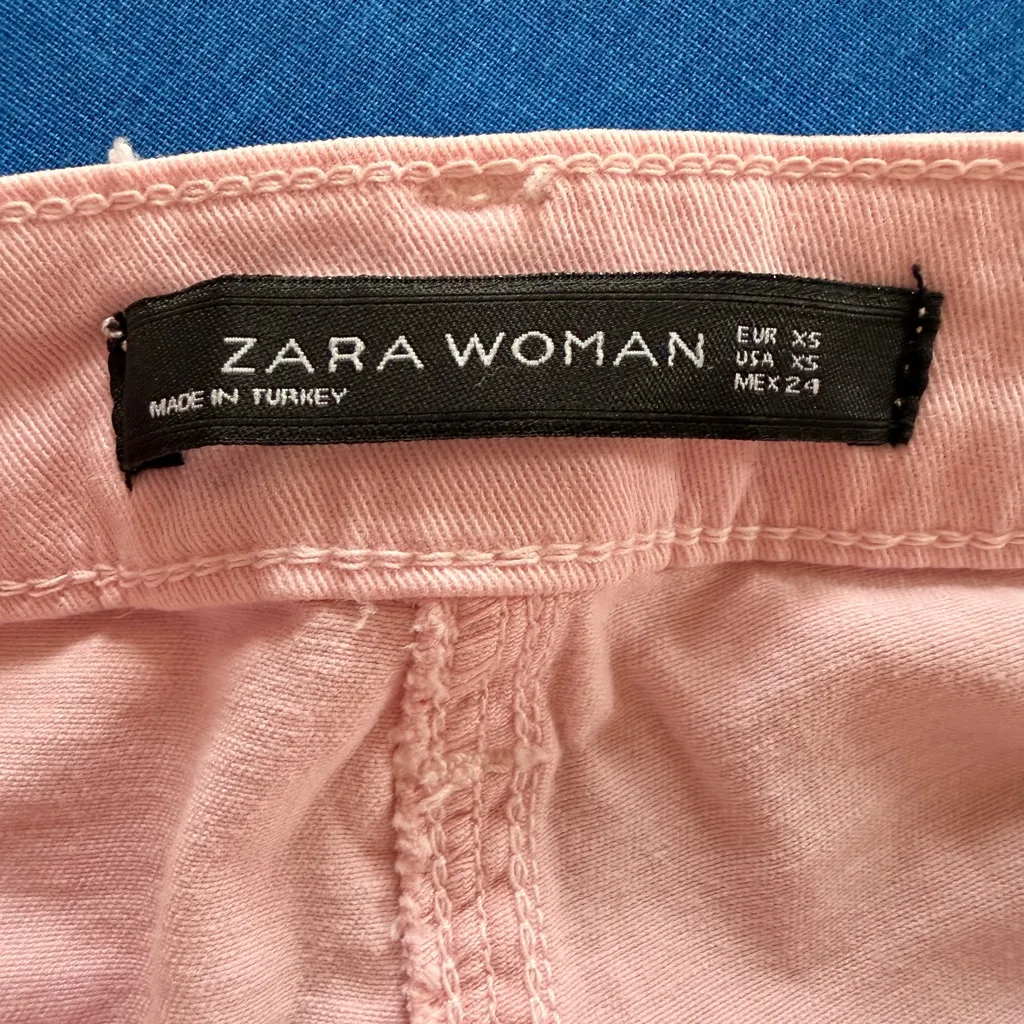 ZARA WOMAN
MADE IN TURKEY
EUR XS
USA XS
MEX 24